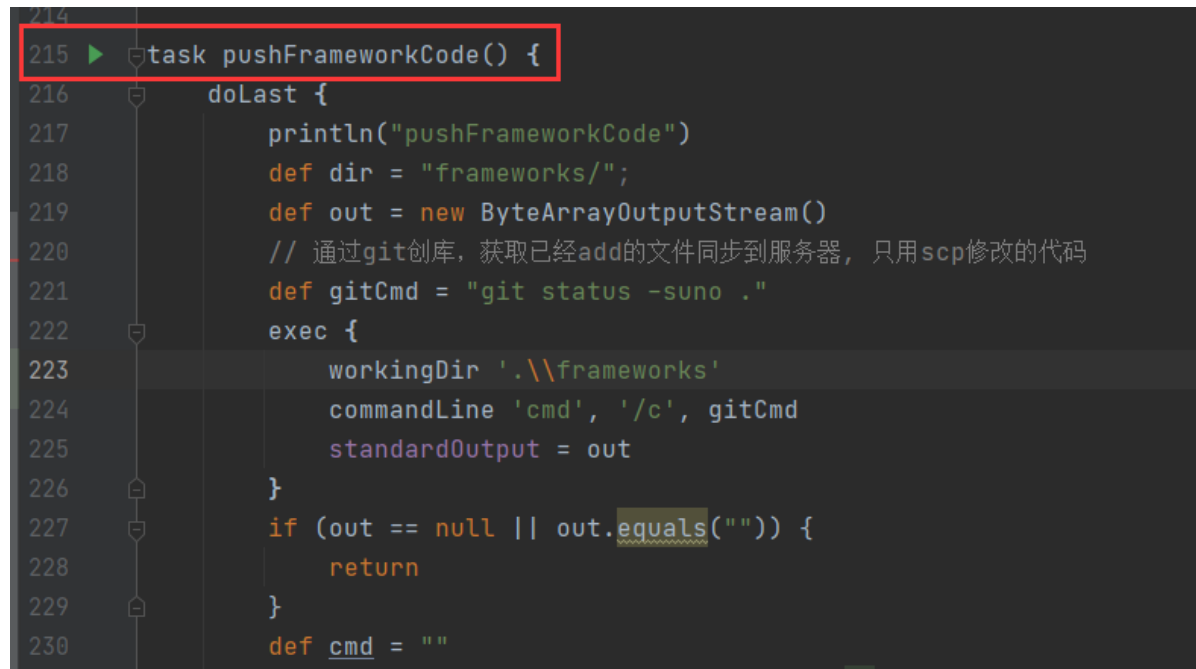 214
215 task pushFrameworkCode() {
216 doLast {
217 println("pushFrameworkCode")
218 def dir = "frameworks/";
219 def out = new ByteArrayOutputStream()
220 // 通过git创库，获取已经add的文件同步到服务器, 只用scp修改的代码
221 def gitCmd = "git status -suno ."
222 exec {
223 workingDir '.\\frameworks'
224 commandLine 'cmd', '/c', gitCmd
225 standardOutput = out
226 }
227 if (out == null || out.equals("")) {
228 return
229 }
230 def cmd = ""